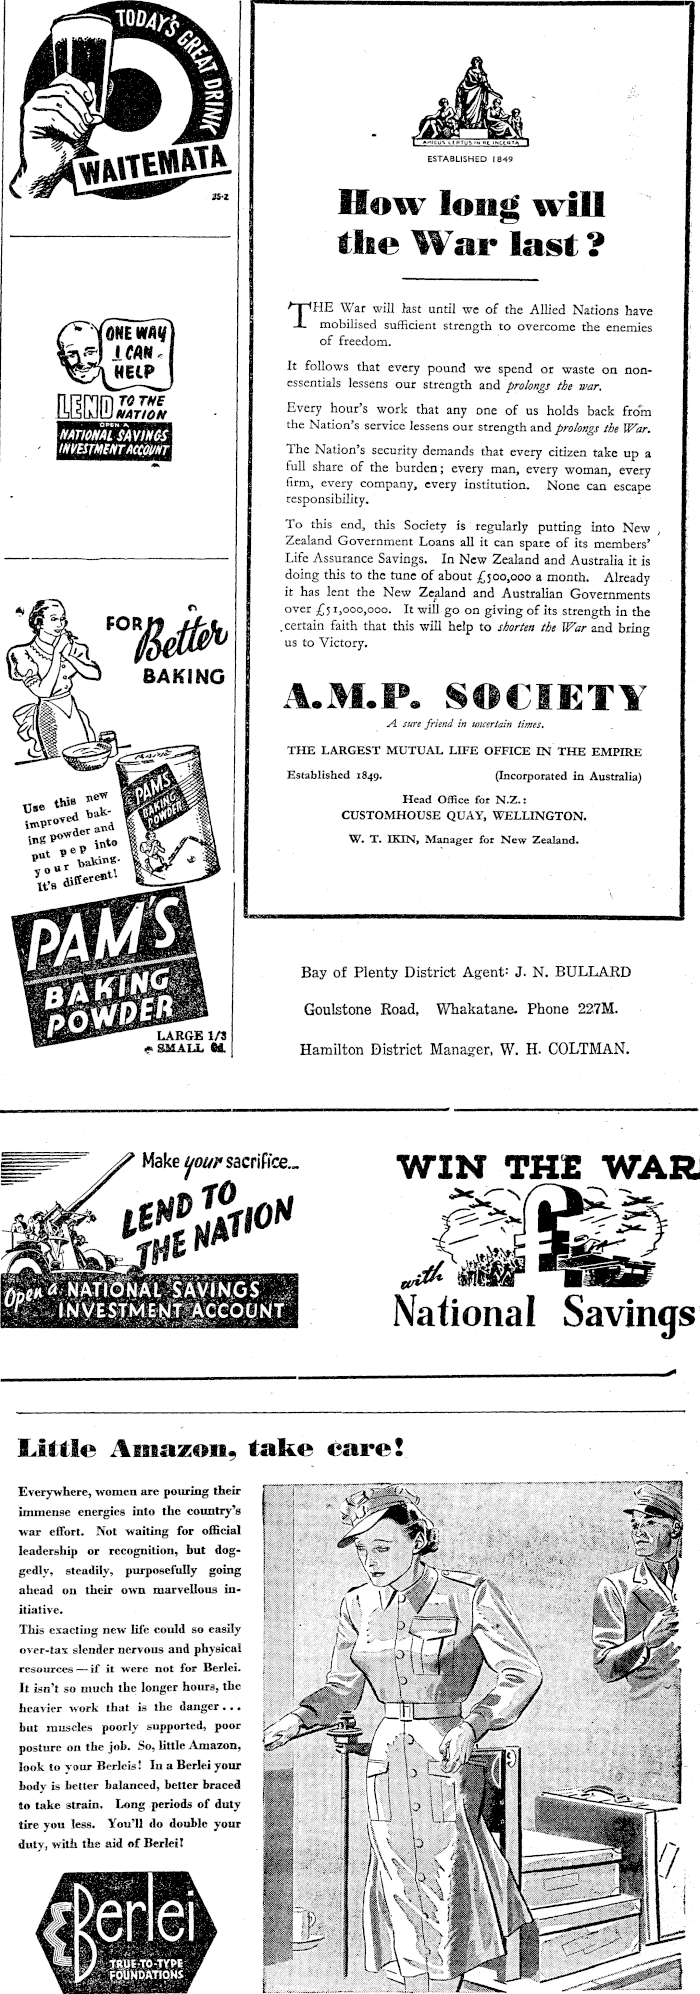 TODAY'S GREAT DRINK
WAITEMATA
JS-2
ONE WAY
I CAN
HELP
LEND TO THE
NATION
OPEN A
NATIONAL SAVINGS
INVESTMENT ACCOUNT
FOR Better
BAKING
PAM'S
BAKING
POWDER
Use this new
improved bak-
ing powder and
put pep into
your baking.
It's different!
PAM'S
BAKING
POWDER
LARGE 1/3
SMALL
AMICUS CERTUS IN RE INCERTA
ESTABLISHED 1849
How long will
the War last?
THE War will last until we of the Allied Nations have
mobilised sufficient strength to overcome the enemies
of freedom.
It follows that every pound we spend or waste on non-
essentials lessens our strength and prolongs the war.
Every hour's work that any one of us holds back from
the Nation's service lessens our strength and prolongs the War.
The Nation's security demands that every citizen take up a
full share of the burden; every man, every woman, every
firm, every company, every institution. None can escape
responsibility.
To this end, this Society is regularly putting into New
Zealand Government Loans all it can spare of its members'
Life Assurance Savings. In New Zealand and Australia it is
doing this to the tune of about £500,000 a month. Already
it has lent the New Zealand and Australian Governments
over £51,000,000. It will go on giving of its strength in the
certain faith that this will help to shorten the War and bring
us to Victory.
A.M.P. SOCIETY
A sure friend in uncertain times.
THE LARGEST MUTUAL LIFE OFFICE IN THE EMPIRE
Established 1849. (Incorporated in Australia)
Head Office for N.Z.:
CUSTOMHOUSE QUAY, WELLINGTON.
W. T. IKIN, Manager for New Zealand.
Bay of Plenty District Agent: J. N. BULLARD
Goulstone Road, Whakatane. Phone 227M.
Hamilton District Manager, W. H. COLTMAN.
Make your sacrifice...
LEND TO
THE NATION
Open a NATIONAL SAVINGS
INVESTMENT ACCOUNT
WIN THE WAR
£
with
National Savings
Little Amazon, take care!
Everywhere, women are pouring their
immense energies into the country's
war effort. Not waiting for official
leadership or recognition, but dog-
gedly, steadily, purposefully going
ahead on their own marvellous in-
itiative.
This exacting new life could so easily
over-tax slender nervous and physical
resources—if it were not for Berlei.
It isn't so much the longer hours, the
heavier work that is the danger...
but muscles poorly supported, poor
posture on the job. So, little Amazon,
look to your Berleis! In a Berlei your
body is better balanced, better braced
to take strain. Long periods of duty
tire you less. You'll do double your
duty, with the aid of Berlei!
Berlei
TRUE-TO-TYPE
FOUNDATIONS